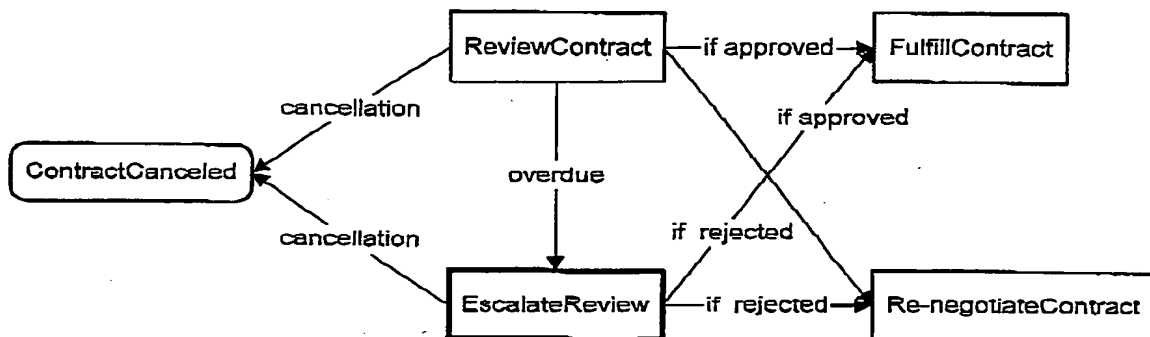 ReviewContract
if approved
FulfillContract
cancellation
if approved
ContractCanceled
overdue
cancellation
if rejected
EscalateReview
if rejected
Re-negotiateContract